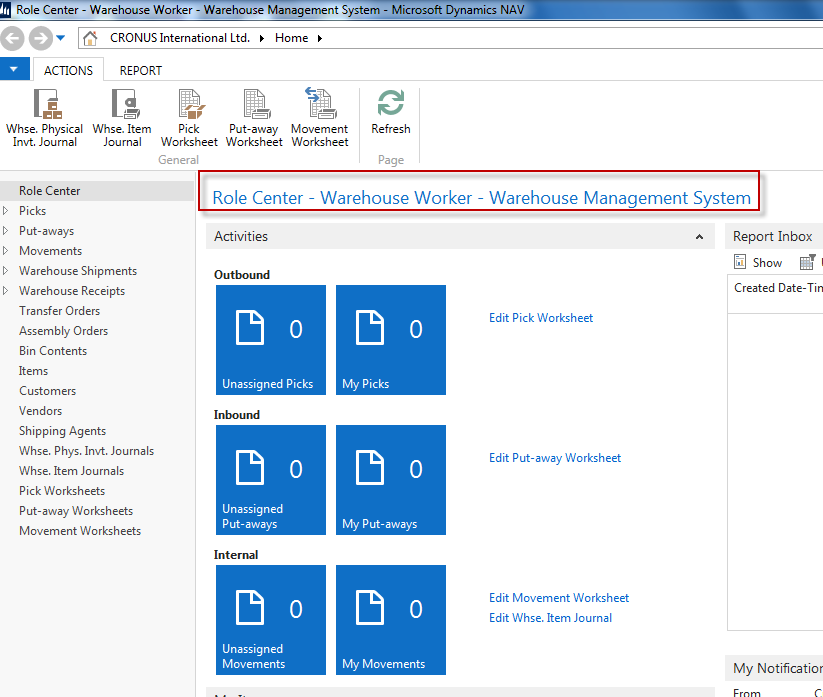 Role Center - Warehouse Worker - Warehouse Management System - Microsoft Dynamics NAV
CRONUS International Ltd.
Home
ACTIONS
REPORT
Whse. Physical
Invt. Journal
Whse. Item
Journal
Pick
Worksheet
Put-away
Worksheet
Movement
Worksheet
Refresh
General
Page
Role Center
Picks
Put-aways
Movements
Warehouse Shipments
Warehouse Receipts
Transfer Orders
Assembly Orders
Bin Contents
Items
Customers
Vendors
Shipping Agents
Whse. Phys. Invt. Journals
Whse. Item Journals
Pick Worksheets
Put-away Worksheets
Movement Worksheets
Role Center - Warehouse Worker - Warehouse Management System
Activities
Outbound
0
Unassigned Picks
0
My Picks
Edit Pick Worksheet
Inbound
0
Unassigned
Put-aways
0
My Put-aways
Edit Put-away Worksheet
Internal
0
Unassigned
Movements
0
My Movements
Edit Movement Worksheet
Edit Whse. Item Journal
Report Inbox
Show
Created Date-Tin
My Notification
From